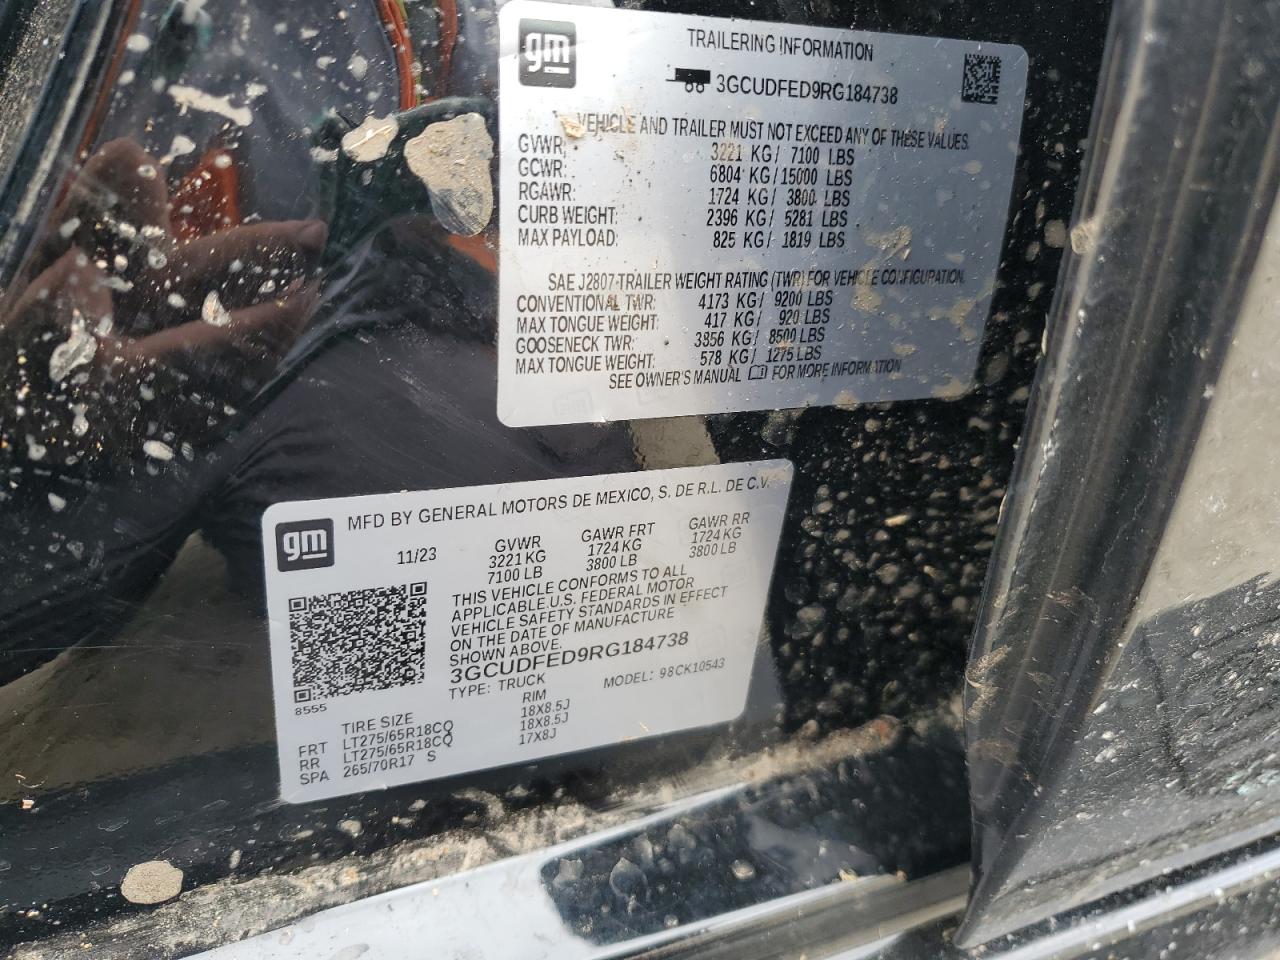 gm
TRAILERING INFORMATION
3GCUDFED9RG184738
VEHICLE AND TRAILER MUST NOT EXCEED ANY OF THESE VALUES.
GVWR: 3221 KG/ 7100 LBS
GCWR: 6804 KG/ 15000 LBS
RGAWR: 1724 KG/ 3800 LBS
CURB WEIGHT: 2396 KG/ 5281 LBS
MAX PAYLOAD: 825 KG/ 1819 LBS
SAE J2807-TRAILER WEIGHT RATING (TWR) FOR VEHICLE CONFIGURATION.
CONVENTIONAL TWR: 4173 KG/ 9200 LBS
MAX TONGUE WEIGHT: 417 KG/ 920 LBS
GOOSENECK TWR: 3856 KG/ 8500 LBS
MAX TONGUE WEIGHT: 578 KG/ 1275 LBS
SEE OWNER'S MANUAL FOR MORE INFORMATION
gm
MFD BY GENERAL MOTORS DE MEXICO, S. DE R.L. DE C.V.
11/23 GVWR GAWR FRT GAWR RR
3221 KG 1724 KG 1724 KG
7100 LB 3800 LB 3800 LB
THIS VEHICLE CONFORMS TO ALL
APPLICABLE U.S. FEDERAL MOTOR
VEHICLE SAFETY STANDARDS IN EFFECT
ON THE DATE OF MANUFACTURE
SHOWN ABOVE.
3GCUDFED9RG184738
TYPE: TRUCK MODEL: 98CK10543
8555
TIRE SIZE RIM
FRT LT275/65R18CQ 18X8.5J
RR LT275/65R18CQ 18X8.5J
SPA 265/70R17 S 17X8J